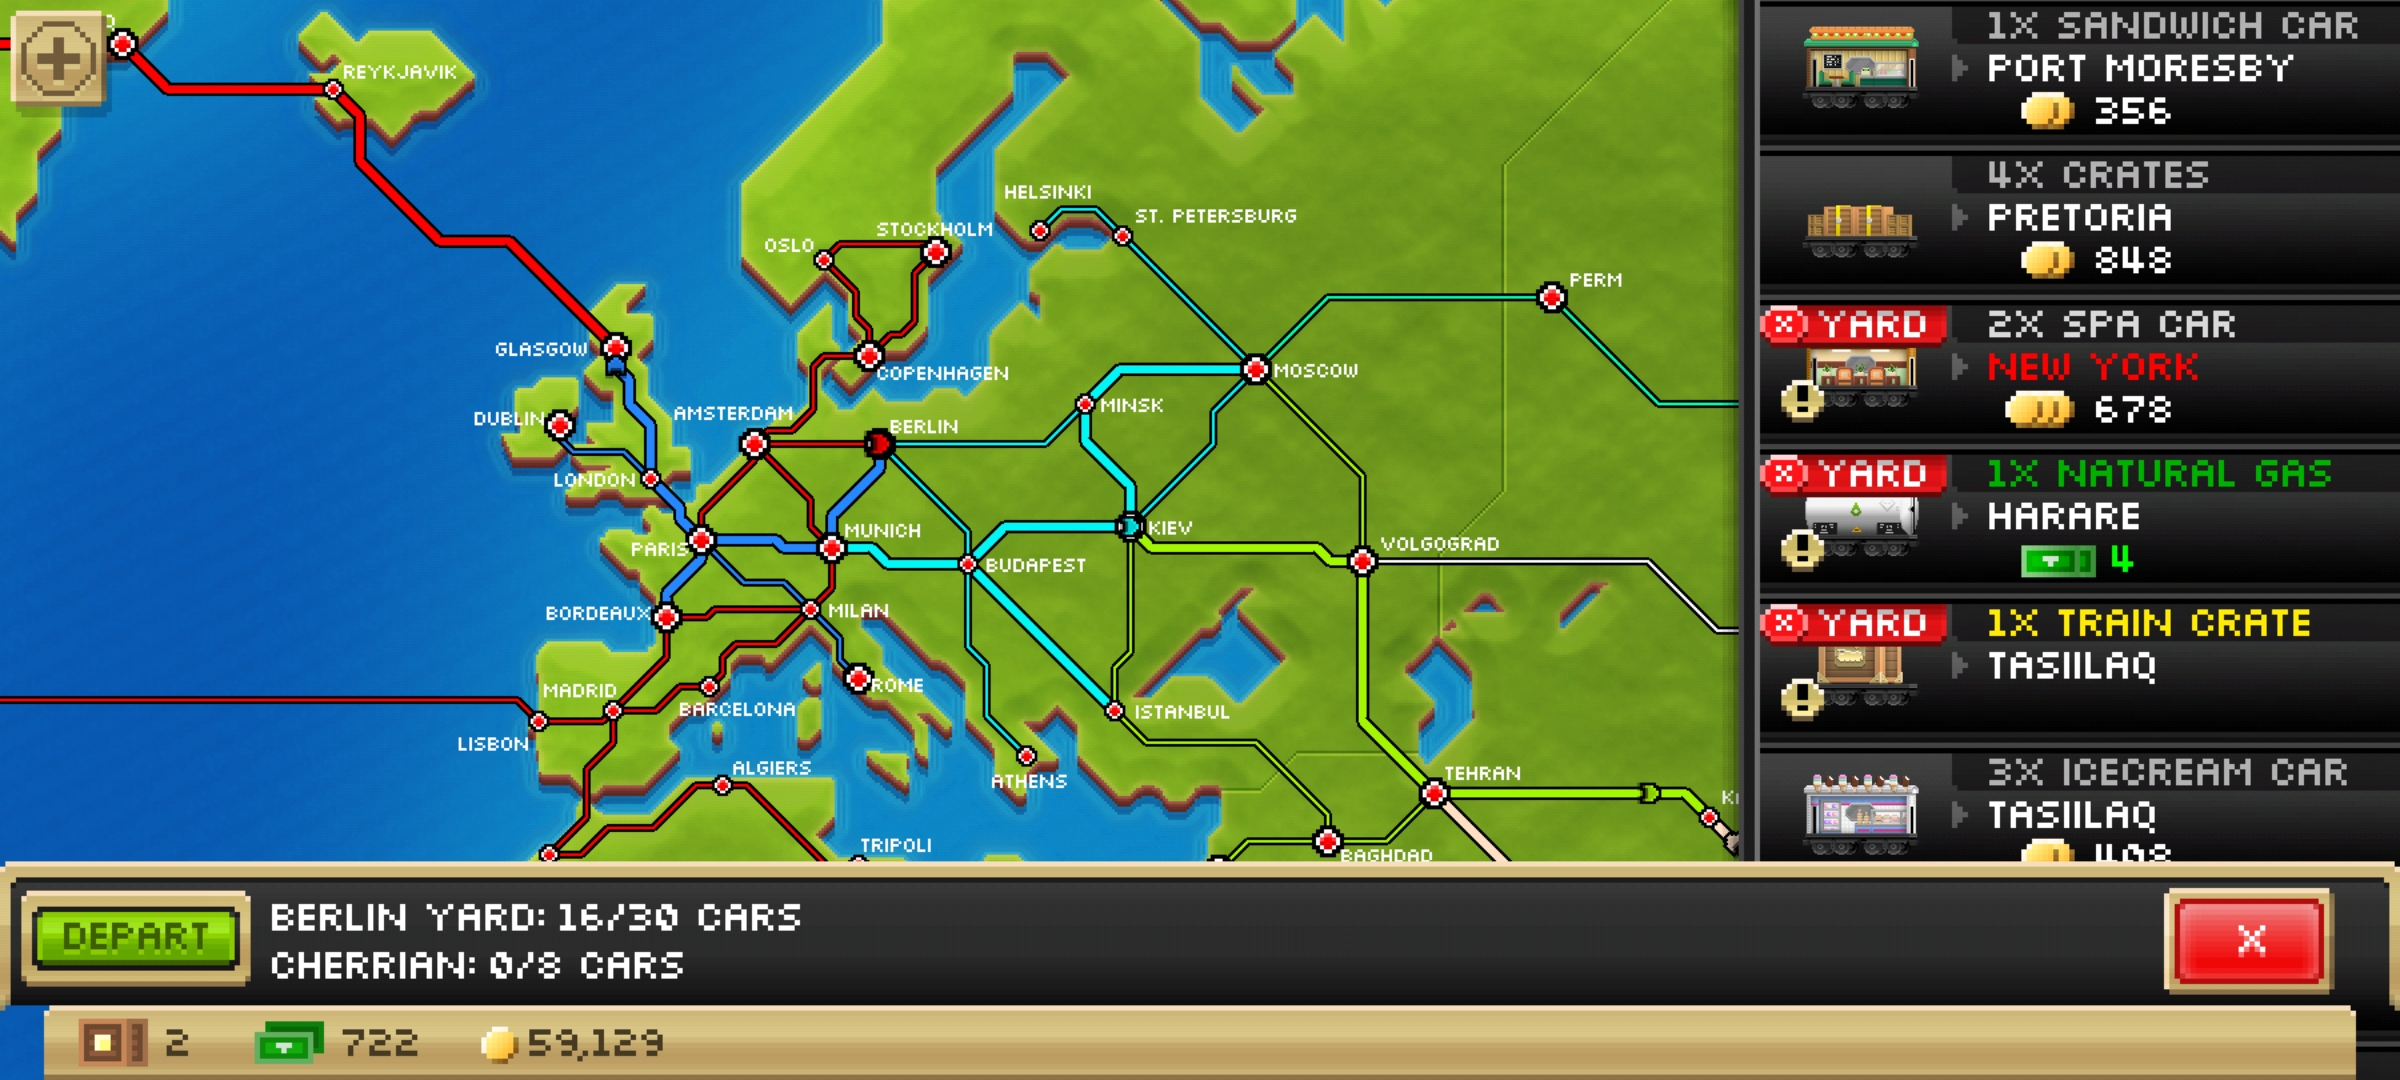 REYKJAVIK
HELSINKI
ST. PETERSBURG
STOCKHOLM
OSLO
PERM
GLASGOW
COPENHAGEN
MOSCOW
MINSK
AMSTERDAM
BERLIN
DUBLIN
LONDON
KIEV
MUNICH
VOLGOGRAD
PARIS
BUDAPEST
BORDEAUX
MILAN
ROME
MADRID
BARCELONA
ISTANBUL
LISBON
ALGIERS
ATHENS
TEHRAN
TRIPOLI
BAGHDAD
1X SANDWICH CAR
PORT MORESBY
356
4X CRATES
PRETORIA
848
YARD
2X SPA CAR
NEW YORK
678
YARD
1X NATURAL GAS
HARARE
4
YARD
1X TRAIN CRATE
TASIILAQ
3X ICECREAM CAR
TASIILAQ
408
DEPART
BERLIN YARD: 16/30 CARS
CHERRIAN: 0/8 CARS
X
2
722
59,129